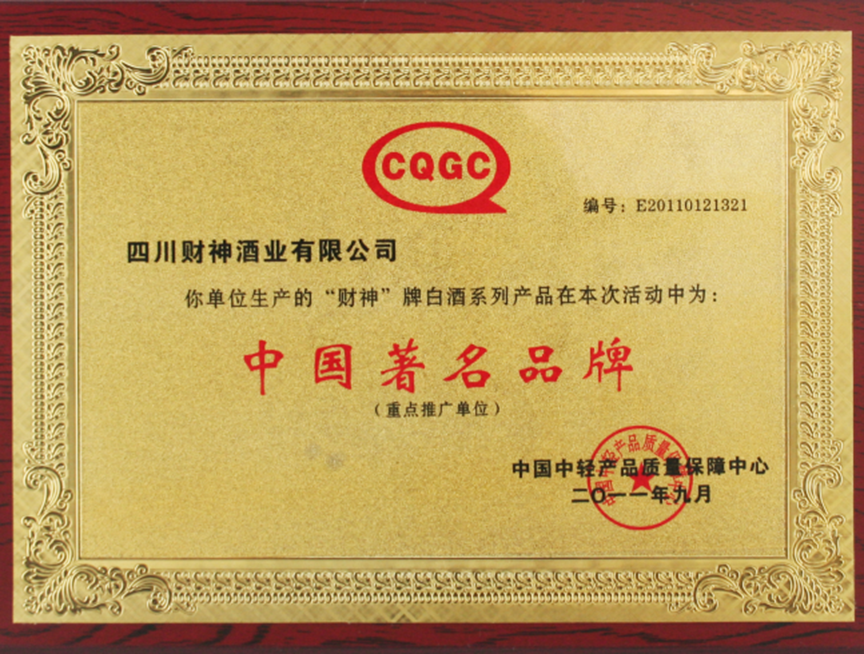 CQGC
编号：E20110121321
四川财神酒业有限公司
你单位生产的“财神”牌白酒系列产品在本次活动中为：
中国著名品牌
（重点推广单位）
中国中轻产品质量保障中心
二〇一一年九月